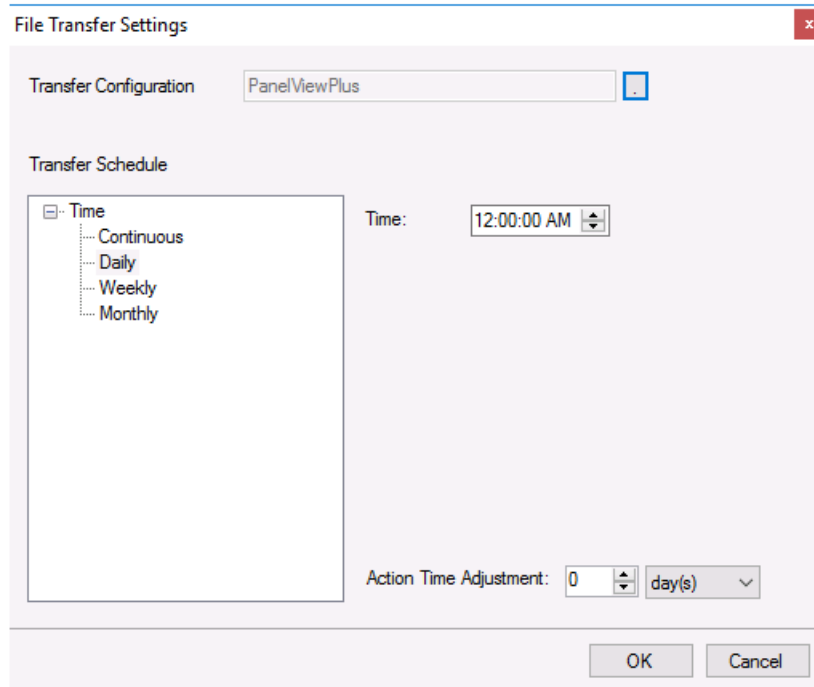 File Transfer Settings
x
Transfer Configuration
PanelViewPlus
.
Transfer Schedule
Time
Continuous
Daily
Weekly
Monthly
Time:
12:00:00 AM
Action Time Adjustment:
0
day(s)
OK
Cancel